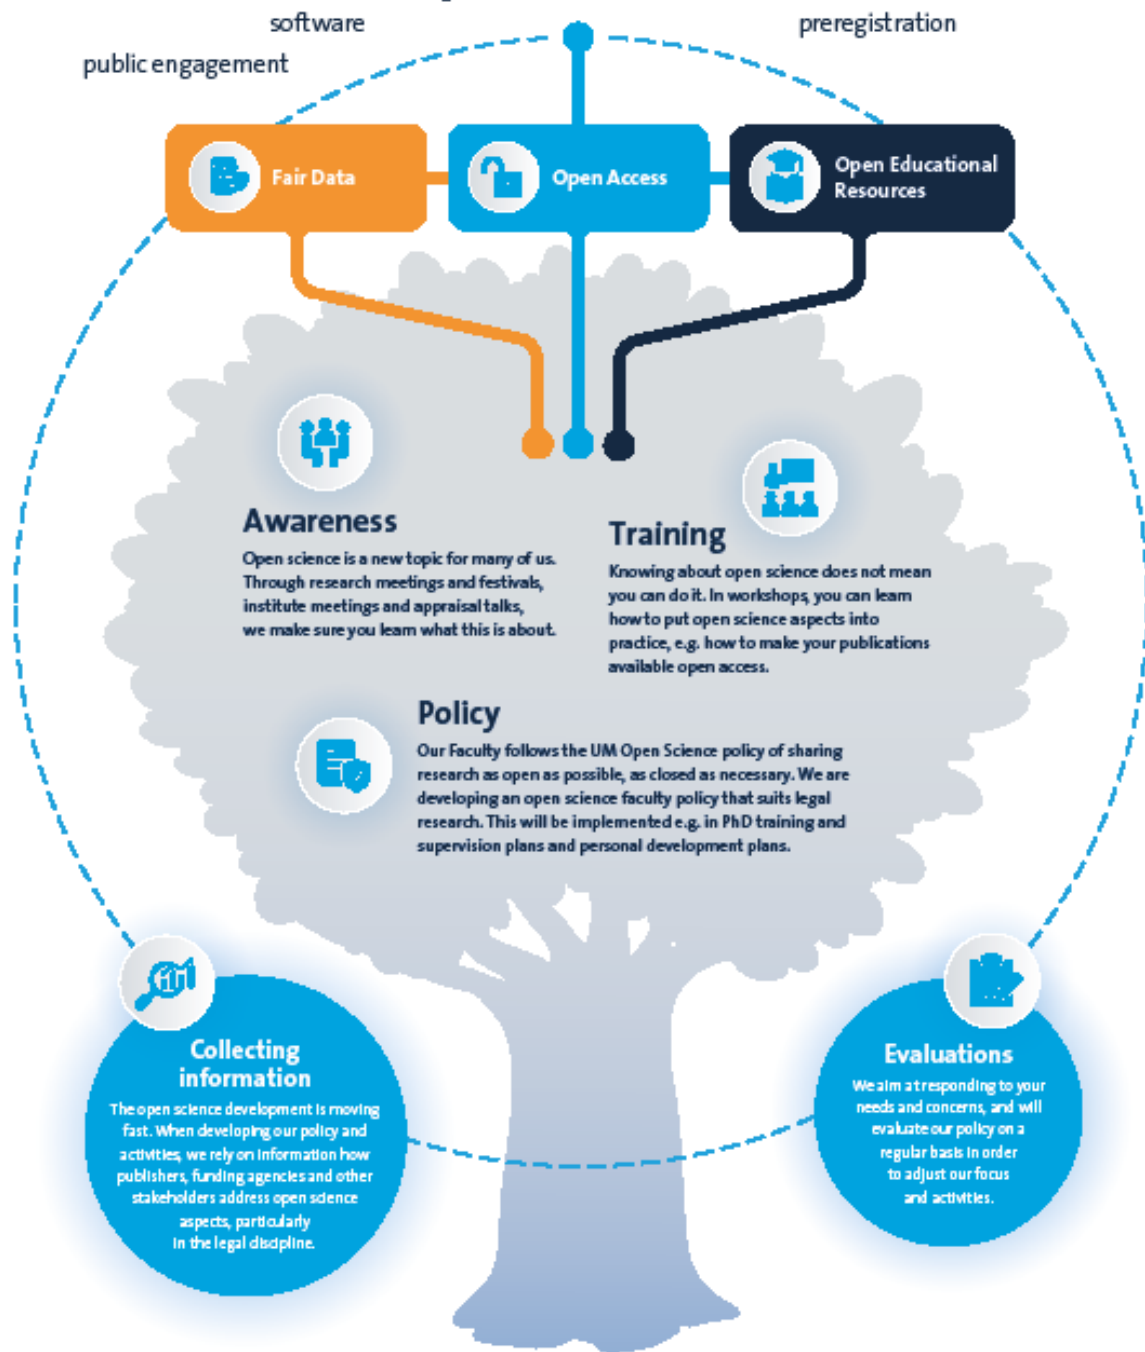 software
preregistration
public engagement
Fair Data
Open Access
Open Educational
Resources
Awareness
Open science is a new topic for many of us.
Through research meetings and festivals,
institute meetings and appraisal talks,
we make sure you learn what this is about.
Training
Knowing about open science does not mean
you can do it. In workshops, you can learn
how to put open science aspects into
practice, e.g. how to make your publications
available open access.
Policy
Our Faculty follows the UM Open Science policy of sharing
research as open as possible, as closed as necessary. We are
developing an open science faculty policy that suits legal
research. This will be implemented e.g. in PhD training and
supervision plans and personal development plans.
Collecting
information
The open science development is moving
fast. When developing our policy and
activities, we rely on information how
publishers, funding agencies and other
stakeholders address open science
aspects, particularly
in the legal discipline.
Evaluations
We aim at responding to your
needs and concerns, and will
evaluate our policy on a
regular basis in order
to adjust our focus
and activities.